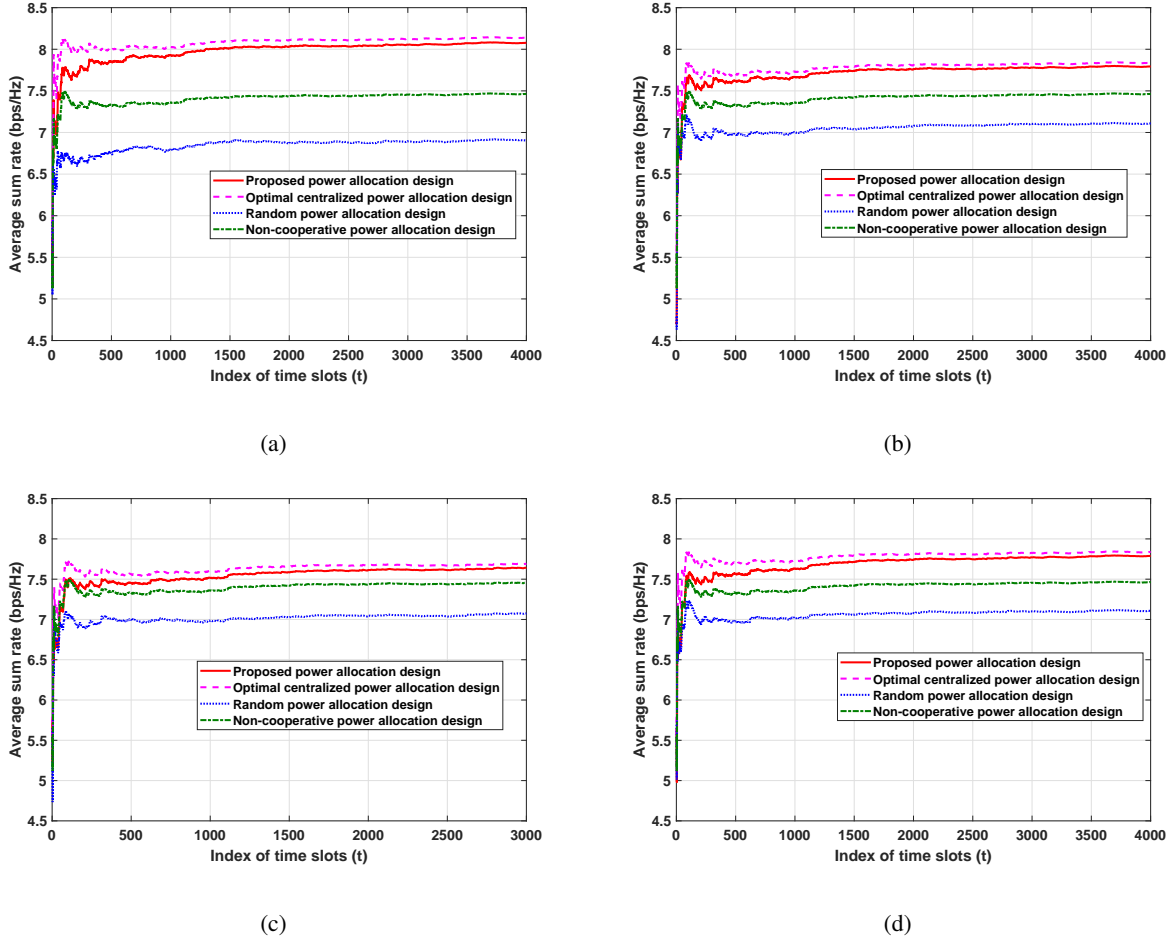 8.5
8
7.5
7
6.5
6
5.5
5
4.5
Average sum rate (bps/Hz)
Proposed power allocation design
Optimal centralized power allocation design
Random power allocation design
Non-cooperative power allocation design
0 500 1000 1500 2000 2500 3000 3500 4000
Index of time slots (t)
(a)
8.5
8
7.5
7
6.5
6
5.5
5
4.5
Average sum rate (bps/Hz)
Proposed power allocation design
Optimal centralized power allocation design
Random power allocation design
Non-cooperative power allocation design
0 500 1000 1500 2000 2500 3000 3500 4000
Index of time slots (t)
(b)
8.5
8
7.5
7
6.5
6
5.5
5
4.5
Average sum rate (bps/Hz)
Proposed power allocation design
Optimal centralized power allocation design
Random power allocation design
Non-cooperative power allocation design
0 500 1000 1500 2000 2500 3000
Index of time slots (t)
(c)
8.5
8
7.5
7
6.5
6
5.5
5
4.5
Average sum rate (bps/Hz)
Proposed power allocation design
Optimal centralized power allocation design
Random power allocation design
Non-cooperative power allocation design
0 500 1000 1500 2000 2500 3000 3500 4000
Index of time slots (t)
(d)